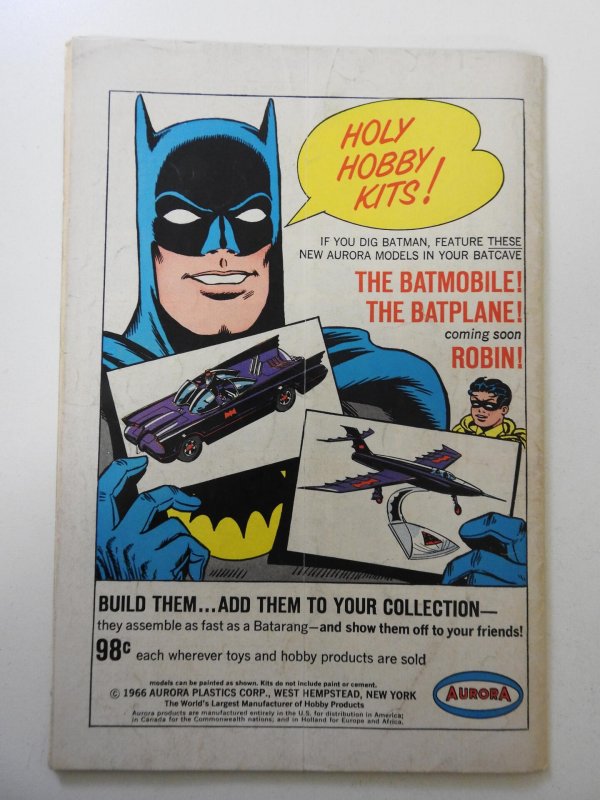 HOLY
HOBBY
KITS!
IF YOU DIG BATMAN, FEATURE THESE
NEW AURORA MODELS IN YOUR BATCAVE
THE BATMOBILE!
THE BATPLANE!
coming soon
ROBIN!
BUILD THEM...ADD THEM TO YOUR COLLECTION—
they assemble as fast as a Batarang—and show them off to your friends!
98c each wherever toys and hobby products are sold
models can be painted as shown. Kits do not include paint or cement.
© 1966 AURORA PLASTICS CORP., WEST HEMPSTEAD, NEW YORK
The World's Largest Manufacturer of Hobby Products
Aurora products are manufactured entirely in the U.S. for distribution in America;
in Canada for the Commonwealth nations; and in Holland for Europe and Africa.
AURORA